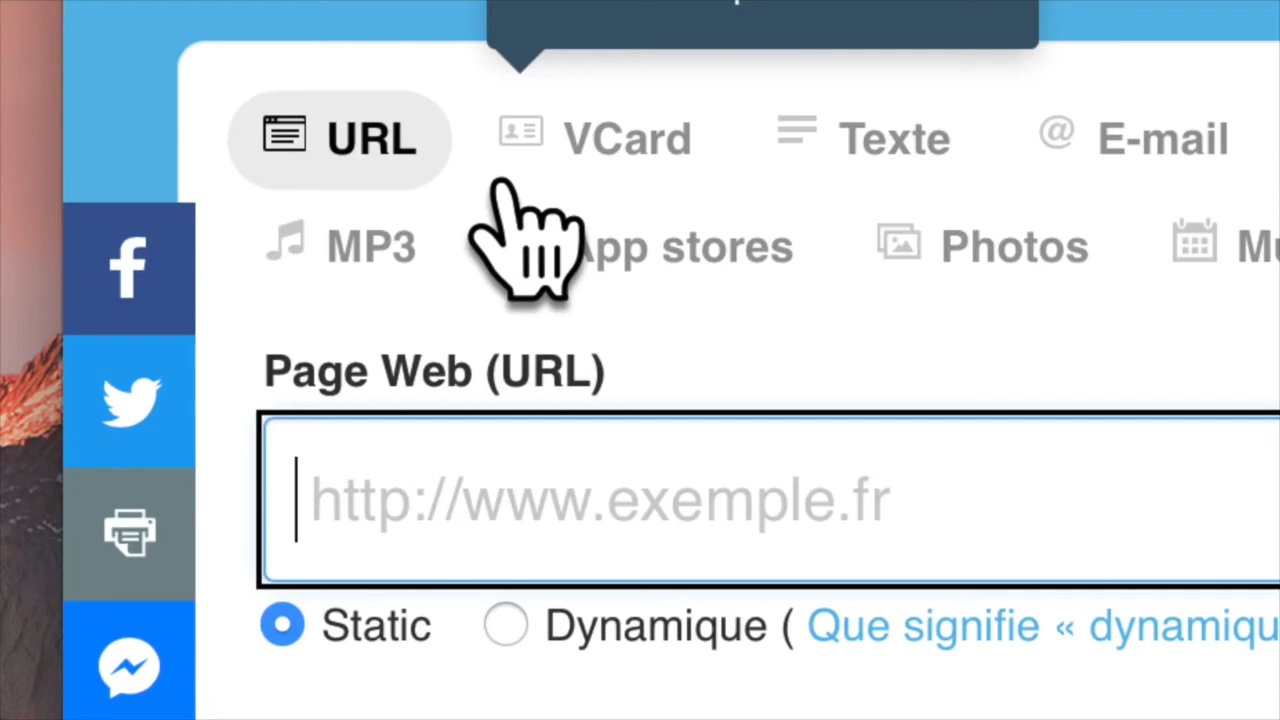 URL VCard Texte E-mail
MP3 App stores Photos
Page Web (URL)
http://www.exemple.fr
Static Dynamique ( Que signifie « dynamiqu